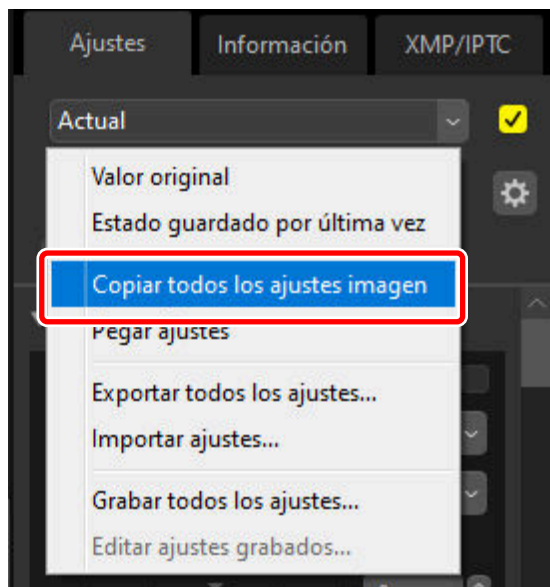 Ajustes Información XMP/IPTC
Actual
Valor original
Estado guardado por última vez
Copiar todos los ajustes imagen
Pegar ajustes
Exportar todos los ajustes...
Importar ajustes...
Grabar todos los ajustes...
Editar ajustes grabados...